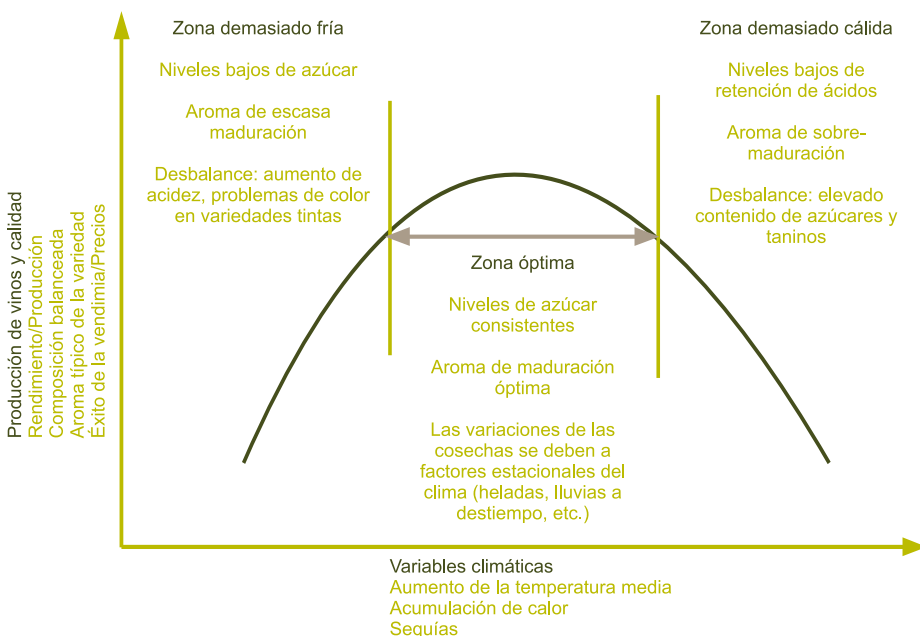 Zona demasiado fría
Niveles bajos de azúcar
Aroma de escasa
maduración
Desbalance: aumento de
acidez, problemas de color
en variedades tintas
Zona demasiado cálida
Niveles bajos de
retención de ácidos
Aroma de sobre-
maduración
Desbalance: elevado
contenido de azúcares y
taninos
Zona óptima
Niveles de azúcar
consistentes
Aroma de maduración
óptima
Las variaciones de las
cosechas se deben a
factores estacionales del
clima (heladas, lluvias a
destiempo, etc.)
Producción de vinos y calidad
Rendimiento/Producción
Composición balanceada
Aroma típico de la variedad
Éxito de la vendimia/Precios
Variables climáticas
Aumento de la temperatura media
Acumulación de calor
Sequías